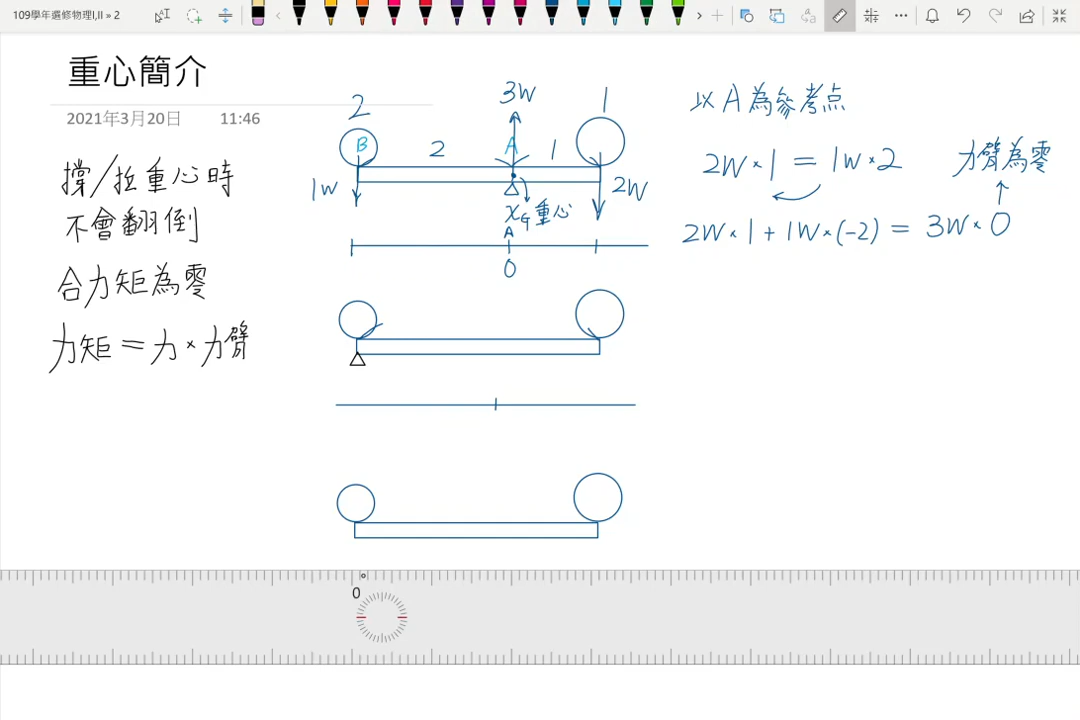 109學年選修物理I,II » 2
重心簡介
2021年3月20日 11:46
撐/拉重心時
不會翻倒
合力矩為零
力矩=力×力臂
3W
2 1
B 2 A 1
1W 2W
X_G 重心
A
0
以A為參考点
2W×1=1W×2 力臂為零
2W×1+1W×(-2)=3W×0
0